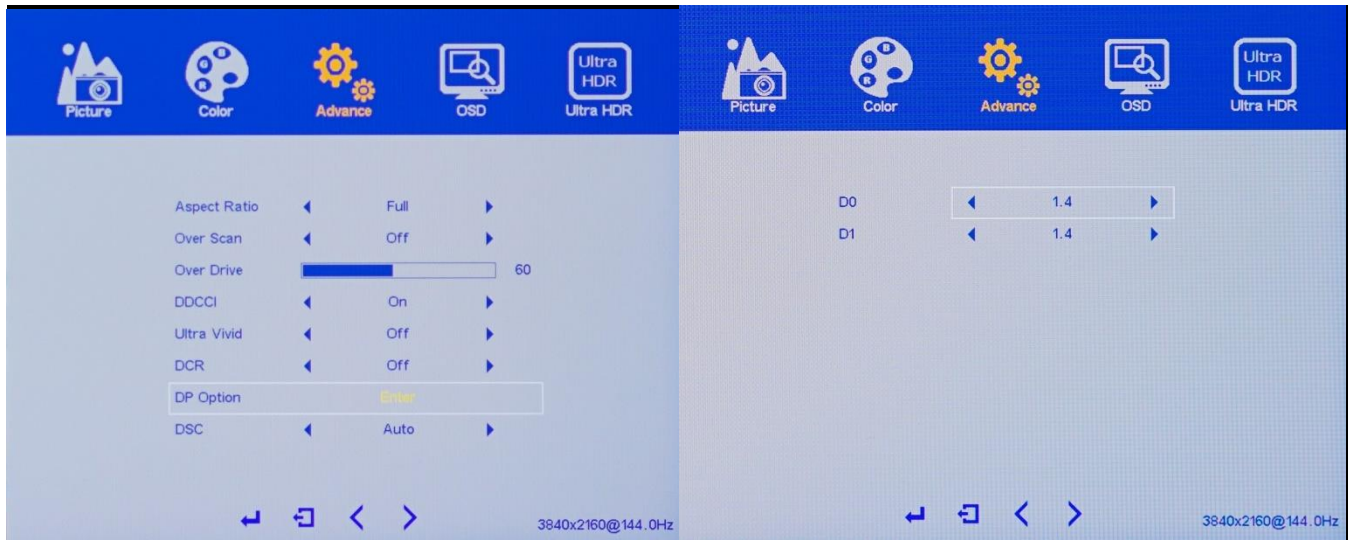 Ultra
HDR
Picture Color Advance OSD Ultra HDR
Aspect Ratio Full
Over Scan Off
Over Drive 60
DDCCI On
Ultra Vivid Off
DCR Off
DP Option Enter
DSC Auto
3840x2160@144.0Hz
Ultra
HDR
Picture Color Advance OSD Ultra HDR
D0 1.4
D1 1.4
3840x2160@144.0Hz